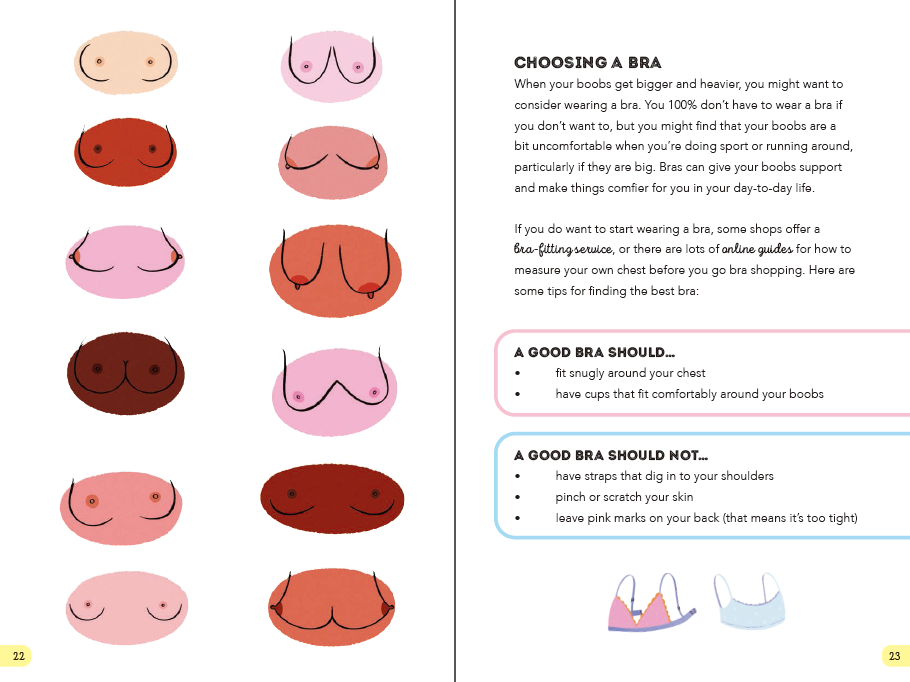 CHOOSING A BRA
When your boobs get bigger and heavier, you might want to
consider wearing a bra. You 100% don’t have to wear a bra if
you don’t want to, but you might find that your boobs are a
bit uncomfortable when you’re doing sport or running around,
particularly if they are big. Bras can give your boobs support
and make things comfier for you in your day-to-day life.
If you do want to start wearing a bra, some shops offer a
bra-fitting service, or there are lots of online guides for how to
measure your own chest before you go bra shopping. Here are
some tips for finding the best bra:
A GOOD BRA SHOULD...
• fit snugly around your chest
• have cups that fit comfortably around your boobs
A GOOD BRA SHOULD NOT...
• have straps that dig in to your shoulders
• pinch or scratch your skin
• leave pink marks on your back (that means it’s too tight)
22
23